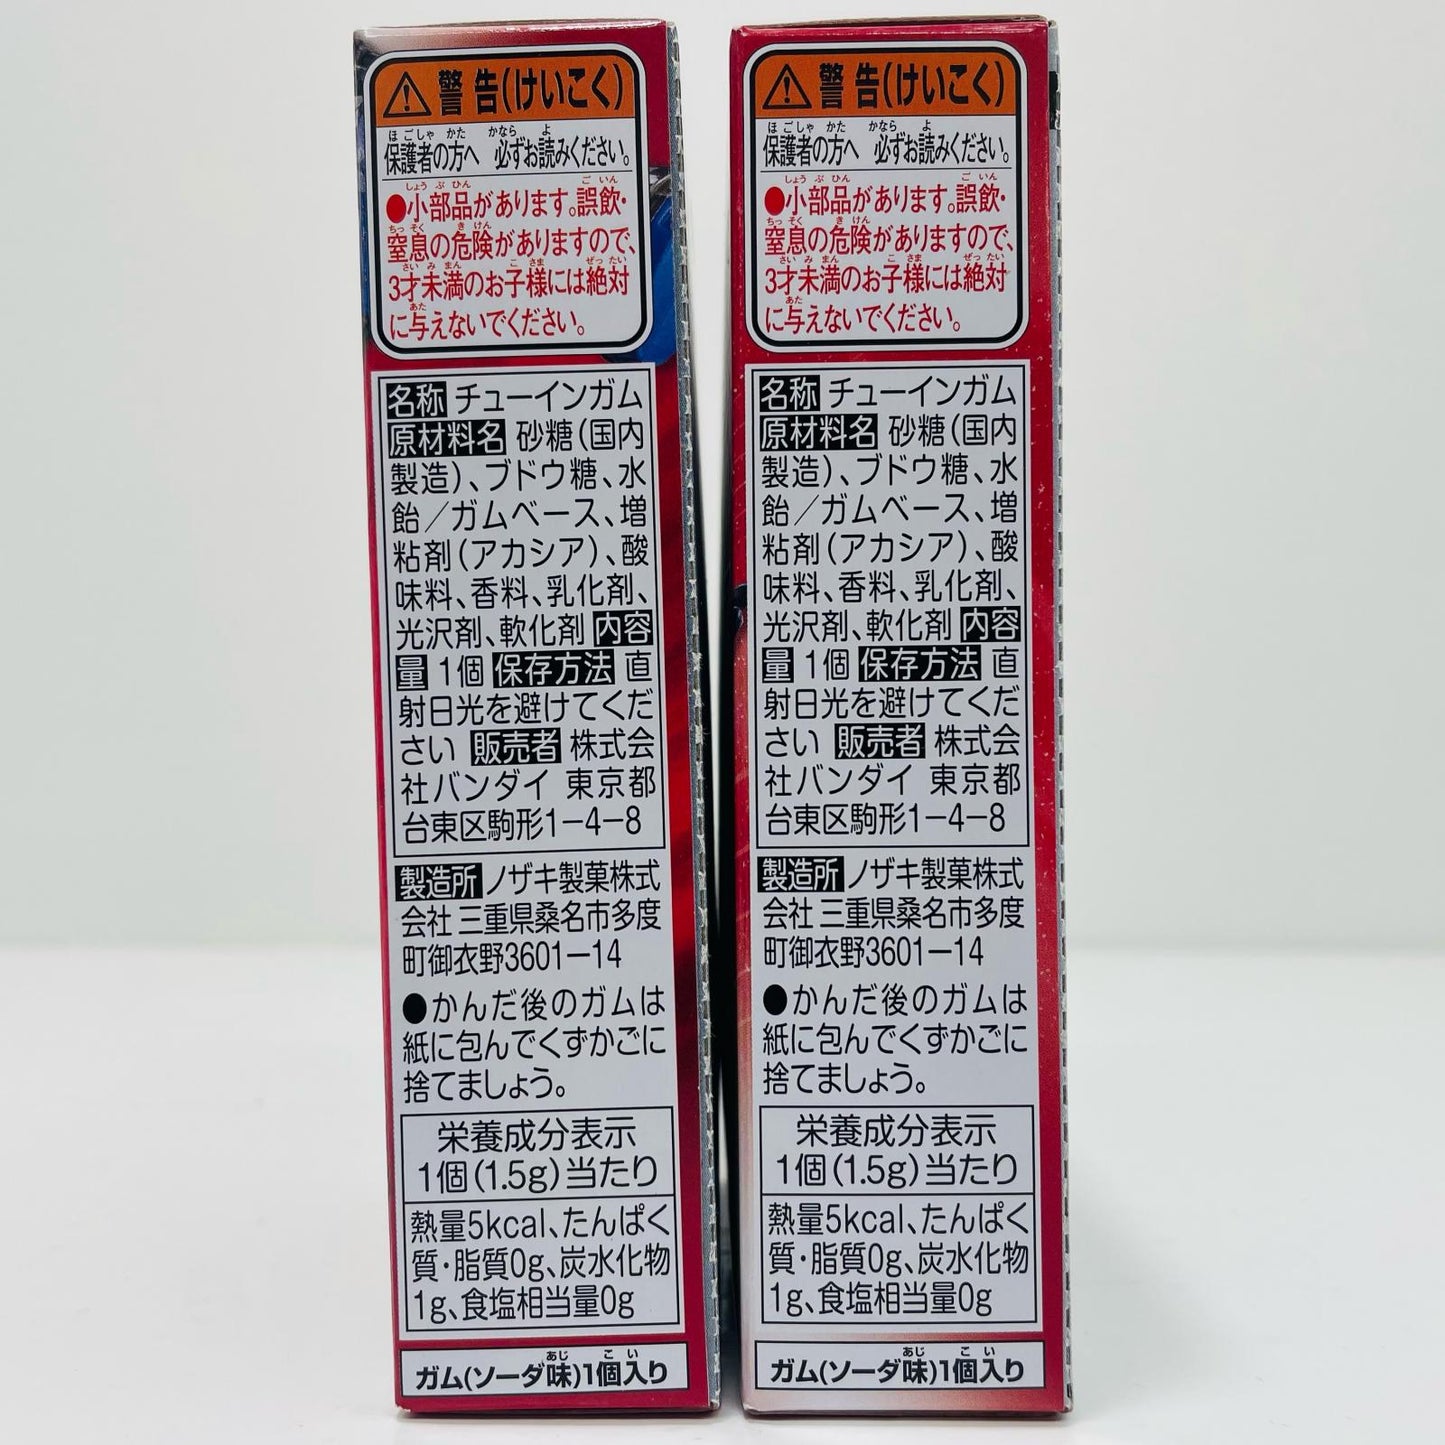 警告(けいこく)
ほごしゃ かた かなら よ
保護者の方へ 必ずお読みください。
しょうぶひん ごいん
●小部品があります。誤飲・
ちっそく きけん
窒息の危険がありますので、
さいみまん こさま ぜったい
3才未満のお子様には絶対
あた
に与えないでください。
名称 チューインガム
原材料名 砂糖(国内
製造)、ブドウ糖、水
飴/ガムベース、増
粘剤(アカシア)、酸
味料、香料、乳化剤、
光沢剤、軟化剤 内容
量 1個 保存方法 直
射日光を避けてくだ
さい 販売者 株式会
社バンダイ 東京都
台東区駒形1-4-8
製造所 ノザキ製菓株式
会社 三重県桑名市多度
町御衣野3601-14
●かんだ後のガムは
紙に包んでくずかごに
捨てましょう。
栄養成分表示
1個(1.5g)当たり
熱量5kcal、たんぱく
質・脂質0g、炭水化物
1g、食塩相当量0g
あじ こい
ガム(ソーダ味)1個入り
警告(けいこく)
ほごしゃ かた かなら よ
保護者の方へ 必ずお読みください。
しょうぶひん ごいん
●小部品があります。誤飲・
ちっそく きけん
窒息の危険がありますので、
さいみまん こさま ぜったい
3才未満のお子様には絶対
あた
に与えないでください。
名称 チューインガム
原材料名 砂糖(国内
製造)、ブドウ糖、水
飴/ガムベース、増
粘剤(アカシア)、酸
味料、香料、乳化剤、
光沢剤、軟化剤 内容
量 1個 保存方法 直
射日光を避けてくだ
さい 販売者 株式会
社バンダイ 東京都
台東区駒形1-4-8
製造所 ノザキ製菓株式
会社 三重県桑名市多度
町御衣野3601-14
●かんだ後のガムは
紙に包んでくずかごに
捨てましょう。
栄養成分表示
1個(1.5g)当たり
熱量5kcal、たんぱく
質・脂質0g、炭水化物
1g、食塩相当量0g
あじ こい
ガム(ソーダ味)1個入り